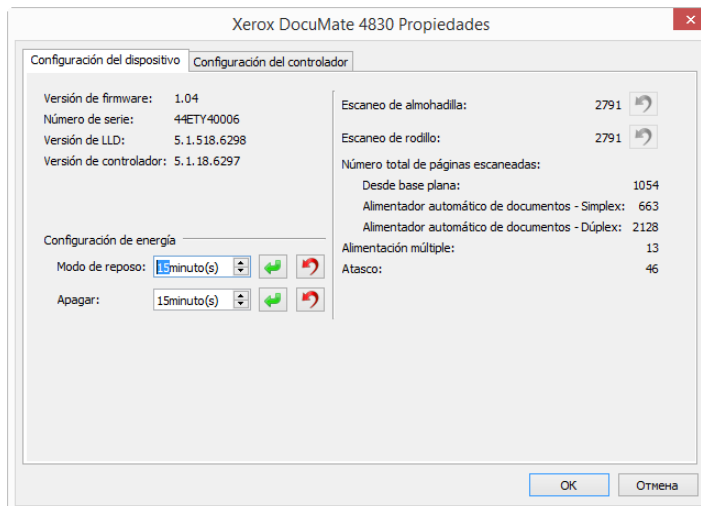 Xerox DocuMate 4830 Propiedades
Configuración del dispositivo
Configuración del controlador
Versión de firmware: 1.04
Número de serie: 44ETY40006
Versión de LLD: 5.1.518.6298
Versión de controlador: 5.1.18.6297
Configuración de energía
Modo de reposo: 15minuto(s)
Apagar: 15minuto(s)
Escaneo de almohadilla: 2791
Escaneo de rodillo: 2791
Número total de páginas escaneadas:
Desde base plana: 1054
Alimentador automático de documentos - Simplex: 663
Alimentador automático de documentos - Dúplex: 2128
Alimentación múltiple: 13
Atasco: 46
OK
Отмена